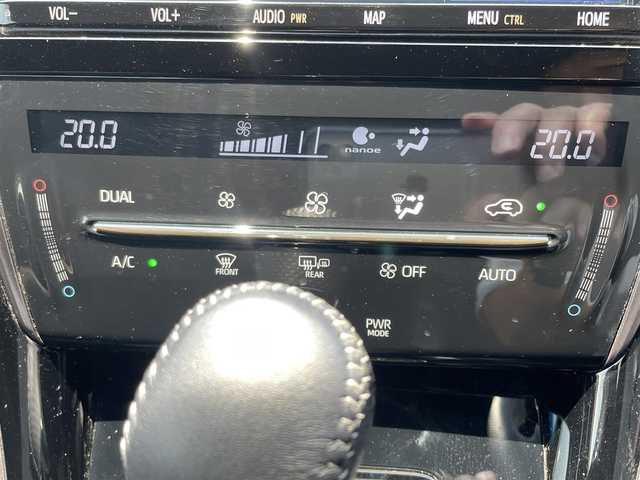 VOL− VOL+ AUDIO PWR MAP MENU CTRL HOME
20.0 nanoe 20.0
DUAL
A/C FRONT REAR OFF AUTO
PWR
MODE